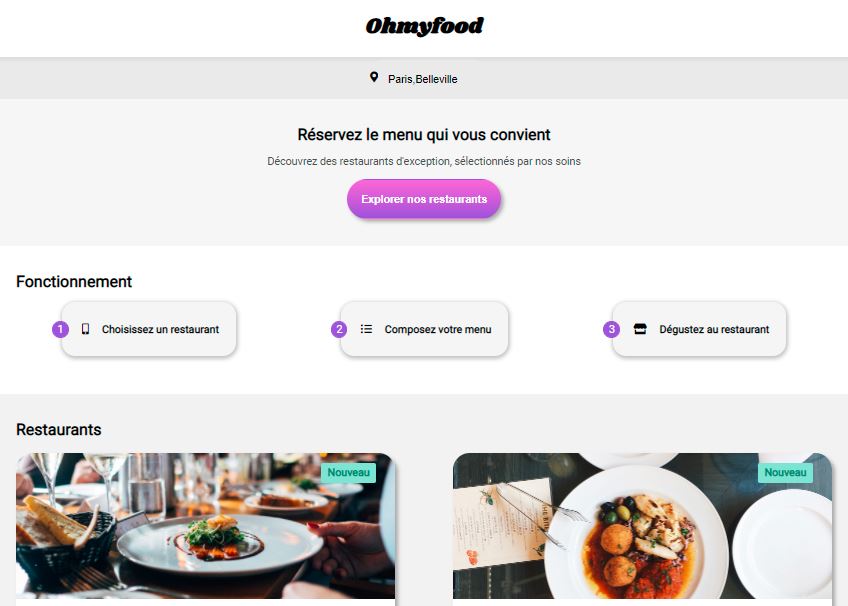 Ohmyfood
Paris,Belleville
Réservez le menu qui vous convient
Découvrez des restaurants d'exception, sélectionnés par nos soins
Explorer nos restaurants
Fonctionnement
1 Choisissez un restaurant
2 Composez votre menu
3 Dégustez au restaurant
Restaurants
Nouveau
Nouveau